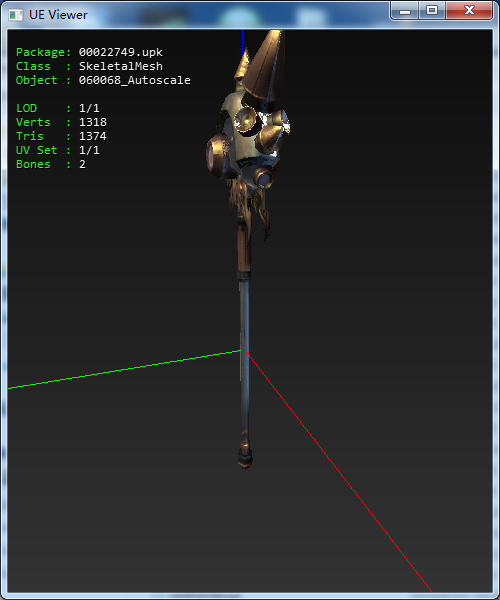 UE Viewer
Package: 00022749.upk
Class  : SkeletalMesh
Object : 060068_Autoscale
LOD    : 1/1
Verts  : 1318
Tris   : 1374
UV Set : 1/1
Bones  : 2